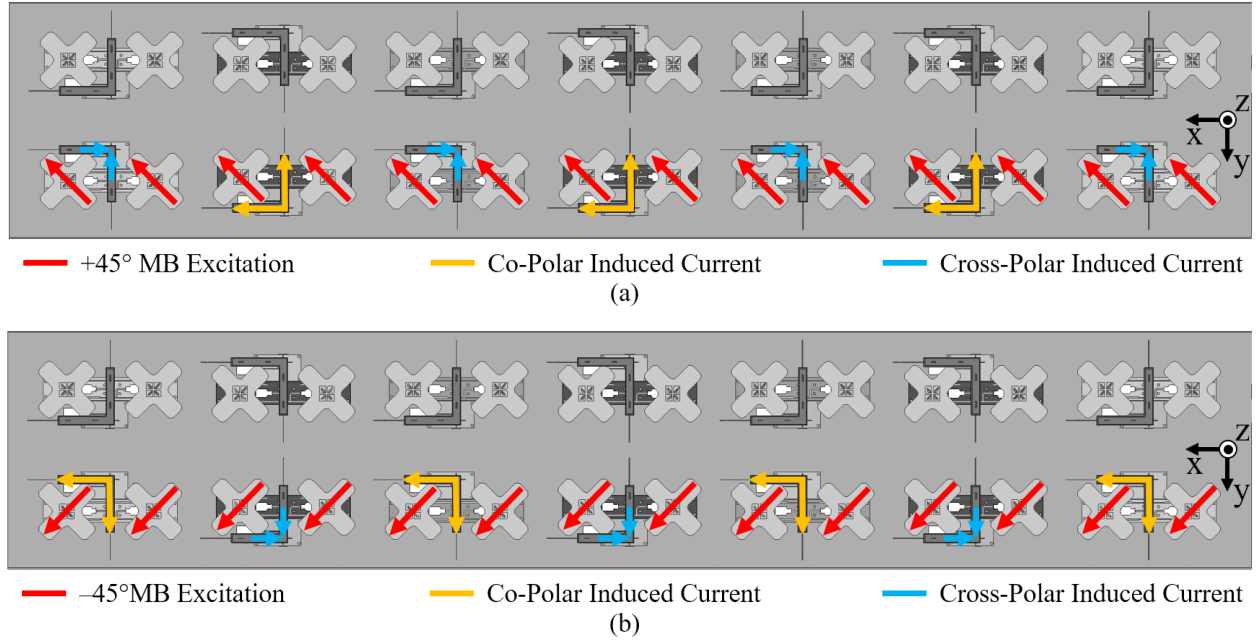 z
x
y
+45° MB Excitation Co-Polar Induced Current Cross-Polar Induced Current
(a)
z
x
y
–45°MB Excitation Co-Polar Induced Current Cross-Polar Induced Current
(b)